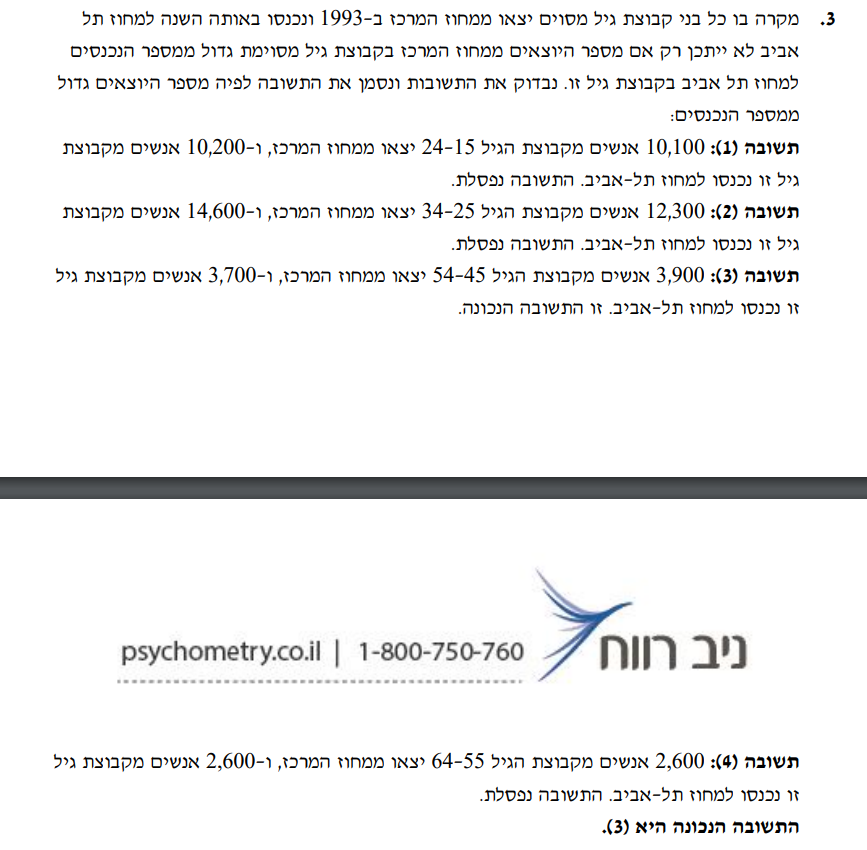 3. מקרה בו כל בני קבוצת גיל מסוים יצאו ממחוז המרכז ב-1993 ונכנסו באותה השנה למחוז תל
אביב לא ייתכן רק אם מספר היוצאים ממחוז המרכז בקבוצת גיל מסוימת גדול ממספר הנכנסים
למחוז תל אביב בקבוצת גיל זו. נבדוק את התשובות ונסמן את התשובה לפיה מספר היוצאים גדול
ממספר הנכנסים:
תשובה (1): 10,100 אנשים מקבוצת הגיל 24-15 יצאו ממחוז המרכז, ו-10,200 אנשים מקבוצת
גיל זו נכנסו למחוז תל-אביב. התשובה נפסלת.
תשובה (2): 12,300 אנשים מקבוצת הגיל 34-25 יצאו ממחוז המרכז, ו-14,600 אנשים מקבוצת
גיל זו נכנסו למחוז תל-אביב. התשובה נפסלת.
תשובה (3): 3,900 אנשים מקבוצת הגיל 54-45 יצאו ממחוז המרכז, ו-3,700 אנשים מקבוצת גיל
זו נכנסו למחוז תל-אביב. זו התשובה הנכונה.
ניב רווח
psychometry.co.il | 1-800-750-760
תשובה (4): 2,600 אנשים מקבוצת הגיל 64-55 יצאו ממחוז המרכז, ו-2,600 אנשים מקבוצת גיל
זו נכנסו למחוז תל-אביב. התשובה נפסלת.
התשובה הנכונה היא (3).